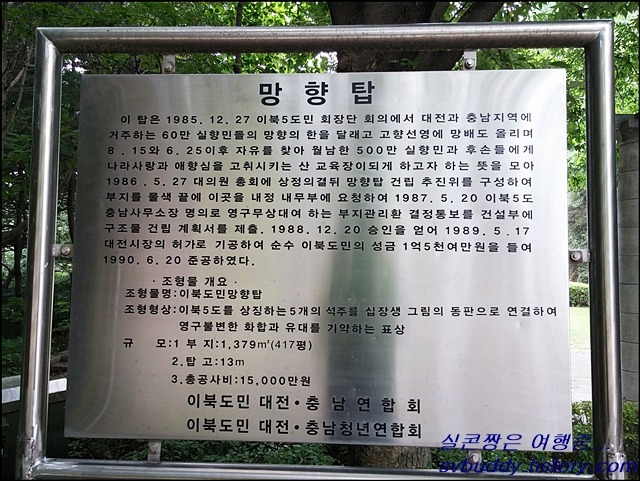 망향탑
이 탑은 1985. 12. 27 이북5도민 회장단 회의에서 대전과 충남지역에
거주하는 60만 실향민들의 망향의 한을 달래고 고향선영에 망배도 올리며
8 . 15와 6. 25이후 자유를 찾아 월남한 500만 실향민과 후손들에게
나라사랑과 애향심을 고취시키는 산 교육장이되게 하고자 하는 뜻을 모아
1986 . 5. 27 대의원 총회에 상정의결뒤 망향탑 건립 추진위를 구성하여
부지를 물색 끝에 이곳을 내정 내무부에 요청하여 1987. 5. 20 이북5도
충남사무소장 명의로 영구무상대여 하는 부지관리환 결정통보를 건설부에
구조물 건립 계획서를 제출. 1988. 12. 20 승인을 얻어 1989. 5 . 17
대전시장의 허가로 기공하여 순수 이북도민의 성금 1억5천여만원을 들여
1990. 6. 20 준공하였다.
· 조형물 개요 ·
조형물명:이북도민망향탑
조형형상:이북5도를 상징하는5개의 석주를 십장생 그림의 동판으로 연결하여
영구불변한 화합과 유대를 기약하는 표상
규 모:1 부 지:1,379㎡(417평)
2.탑 고:13m
3.총공사비:15,000만원
이북도민 대전·충 남 연 합 회
이북도민 대전·충남청년연합회
실콘짱은 여행중...
ovbuddy.tistory.com